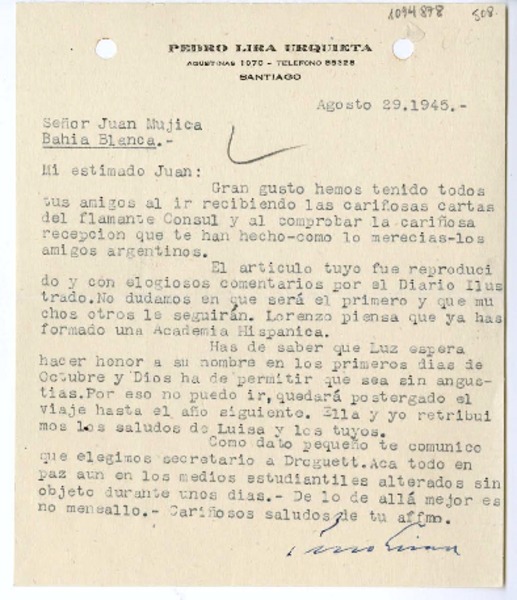 1094878 508.
PEDRO LIRA URQUIETA
AGUSTINAS 1070 - TELEFONO 88328
SANTIAGO
Agosto 29.1945.-
Señor Juan Mujica
Bahia Blanca.-
Mi estimado Juan:
Gran gusto hemos tenido todos
tus amigos al ir recibiendo las cariñosas cartas
del flamante Consul y al comprobar la cariñosa
recepcion que te han hecho-como lo merecias-los
amigos argentinos.
El articulo tuyo fue reproduci
do y con elogiosos comentarios por el Diario Ilus
trado.No dudamos en que será el primero y que mu
chos otros le seguirán. Lorenzo piensa que ya has
formado una Academia Hispanica.
Has de saber que Luz espera
hacer honor a su nombre en los primeros dias de
Octubre y Dios ha de permitir que sea sin angus-
tias.Por eso no puedo ir,quedará postergado el
viaje hasta el año siguiente. Ella y yo retribui
mos los saludos de Luisa y los tuyos.
Como dato pequeño te comunico
que elegimos secretario a Droguett.Aca todo en
paz aun en los medios estudiantiles alterados sin
objeto durante unos dias.- De lo de allá mejor es
no meneallo.- Cariñosos saludos de tu affmo.